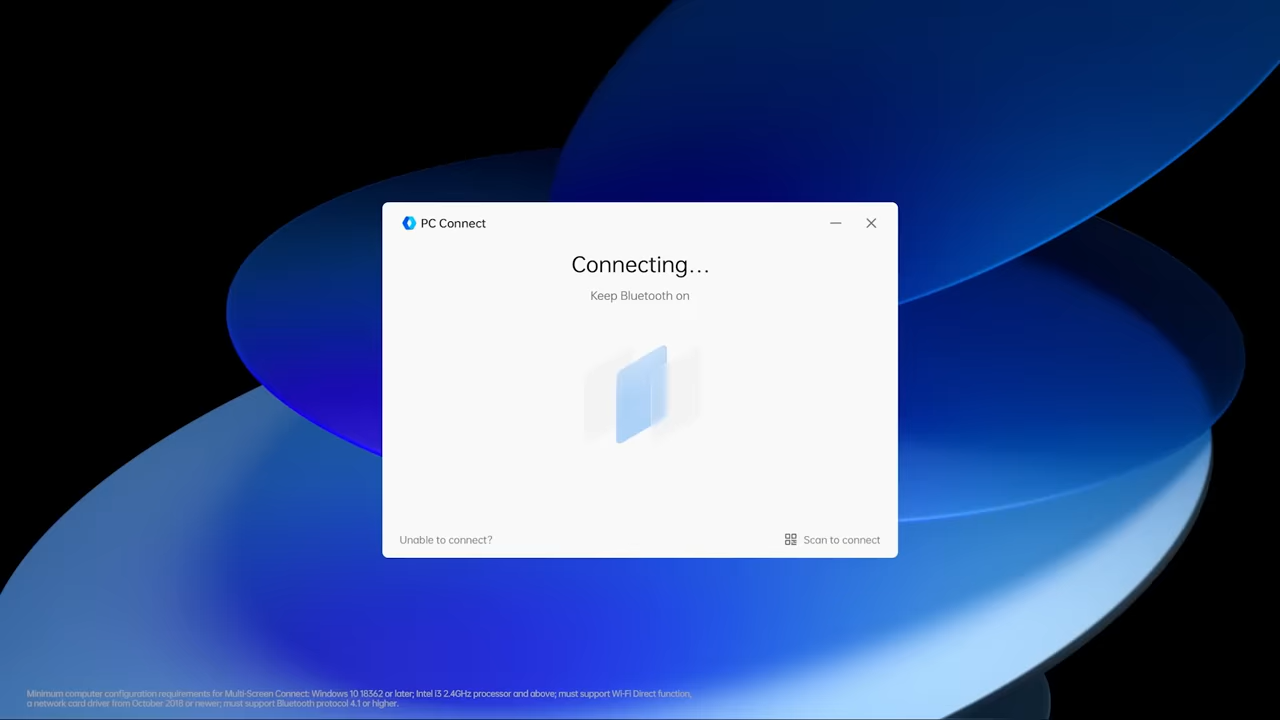 PC Connect
Connecting...
Keep Bluetooth on
Unable to connect?
Scan to connect
Minimum computer configuration requirements for Multi-Screen Connect: Windows 10 18362 or later; Intel i3 2.4GHz processor and above; must support Wi-Fi Direct function,
a network card driver from October 2018 or newer; must support Bluetooth protocol 4.1 or higher.